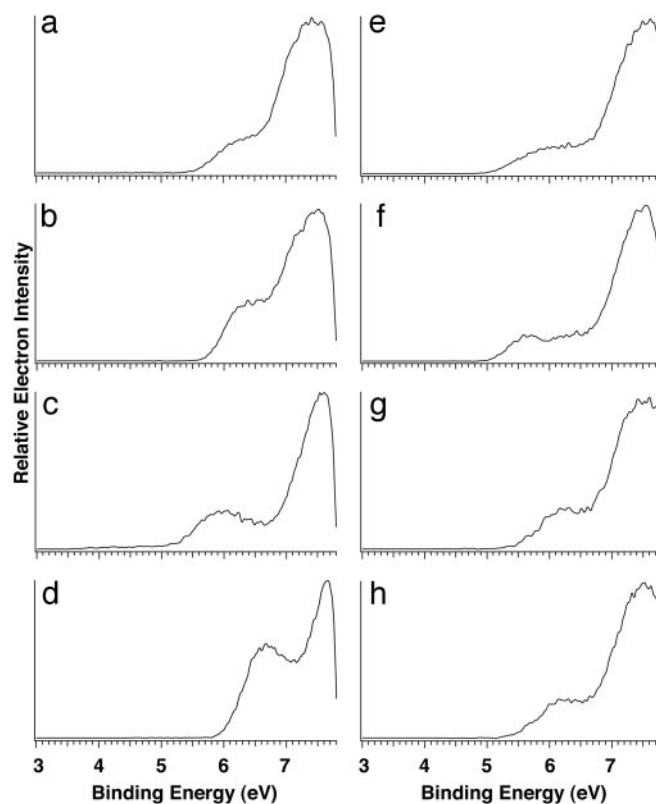 a
e
b
f
Relative Electron Intensity
c
g
d
h
3 4 5 6 7 3 4 5 6 7
Binding Energy (eV) Binding Energy (eV)